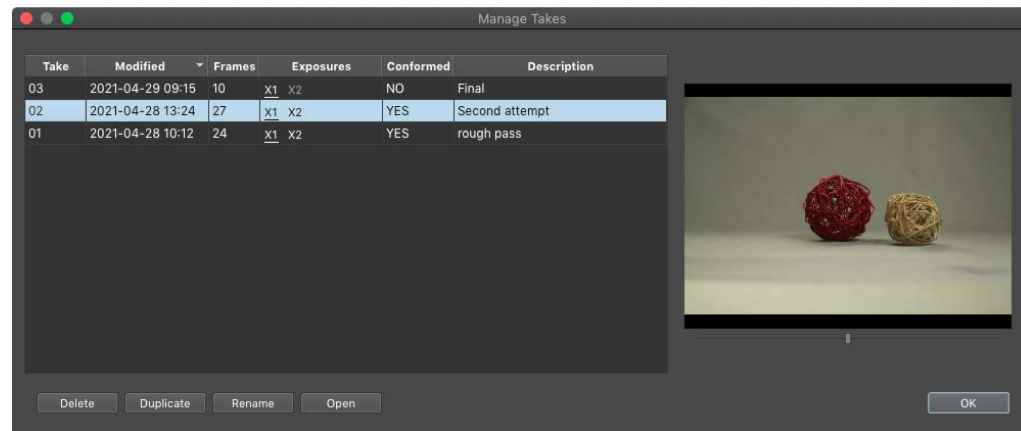 Manage Takes
Take Modified Frames Exposures Conformed Description
03 2021-04-29 09:15 10 X1 X2 NO Final
02 2021-04-28 13:24 27 X1 X2 YES Second attempt
01 2021-04-28 10:12 24 X1 X2 YES rough pass
Delete Duplicate Rename Open OK